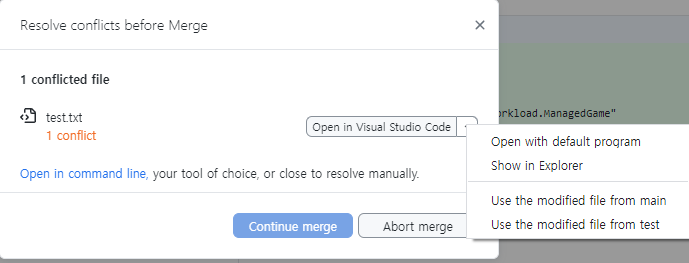 Resolve conflicts before Merge
1 conflicted file
orkload.ManagedGame"
test.txt
1 conflict
Open in Visual Studio Code
Open with default program
Show in Explorer
Use the modified file from main
Use the modified file from test
Open in command line, your tool of choice, or close to resolve manually.
Continue merge
Abort merge